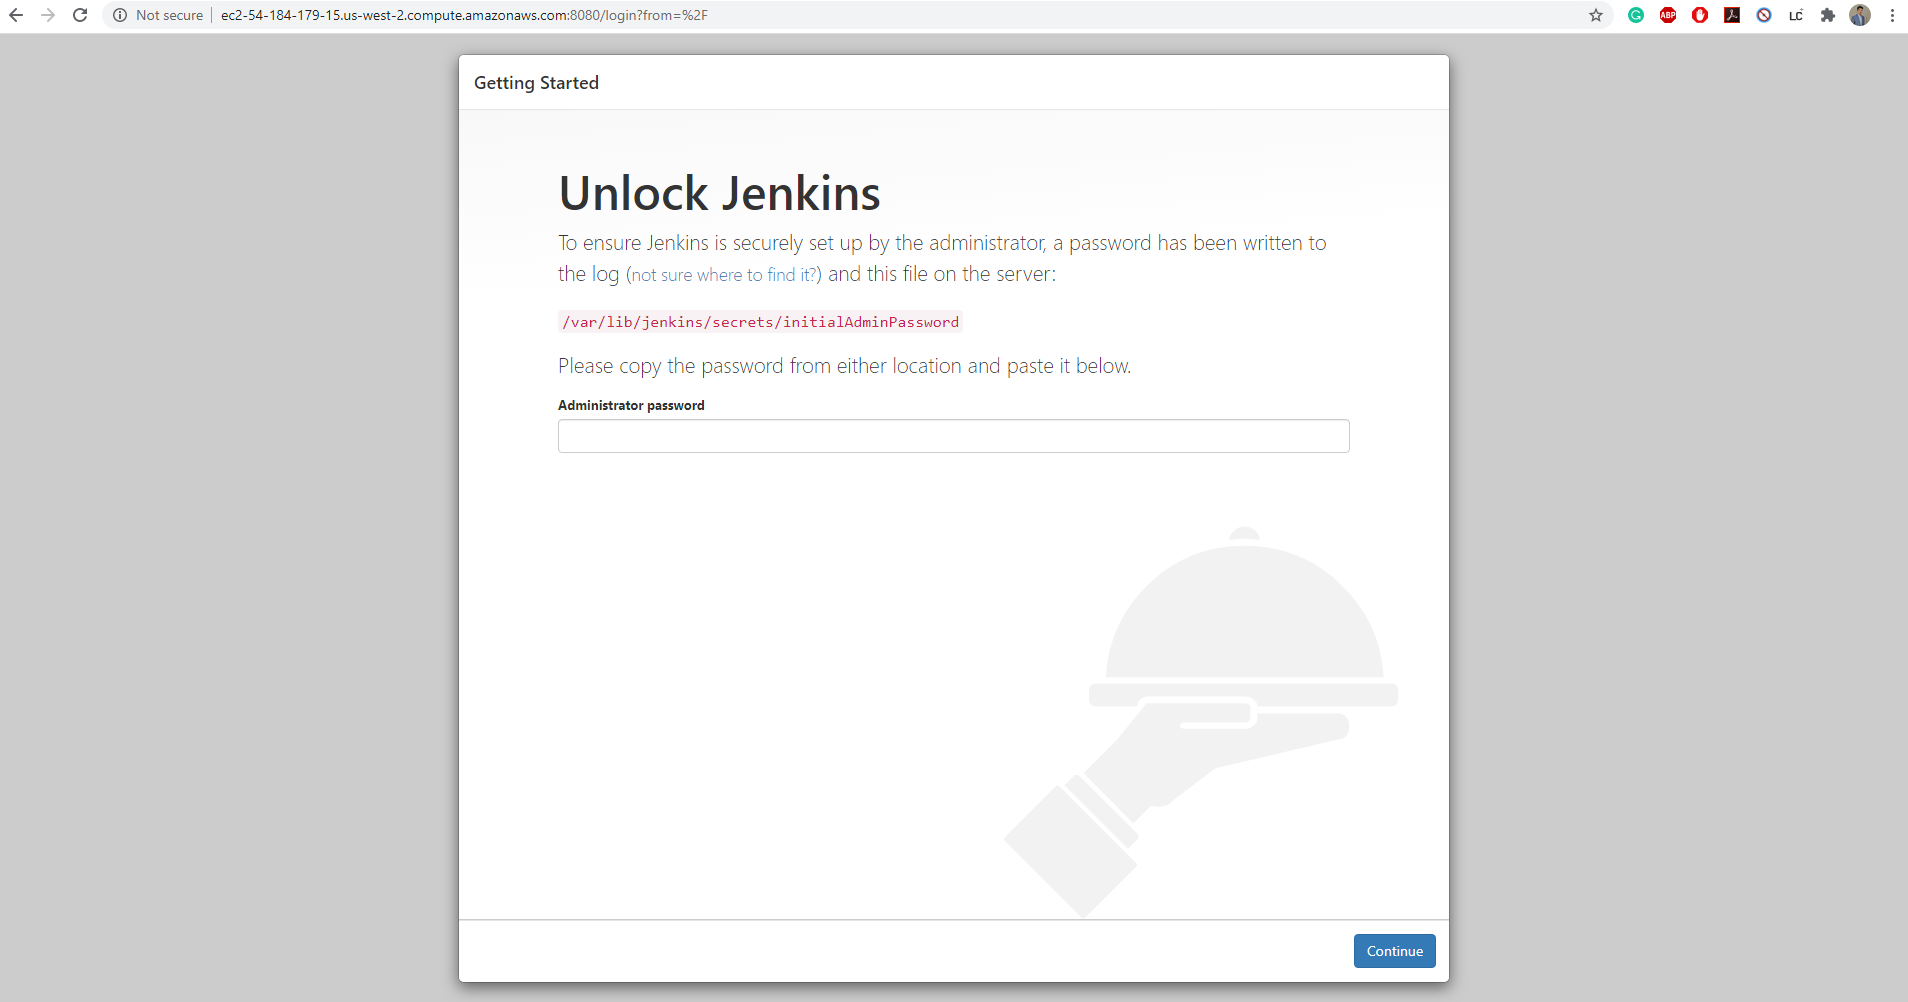 Not secure
ec2-54-184-179-15.us-west-2.compute.amazonaws.com:8080/login?from=%2F
ABP
LC
Getting Started
Unlock Jenkins
To ensure Jenkins is securely set up by the administrator, a password has been written to
the log (not sure where to find it?) and this file on the server:
/var/lib/jenkins/secrets/initialAdminPassword
Please copy the password from either location and paste it below.
Administrator password
Continue